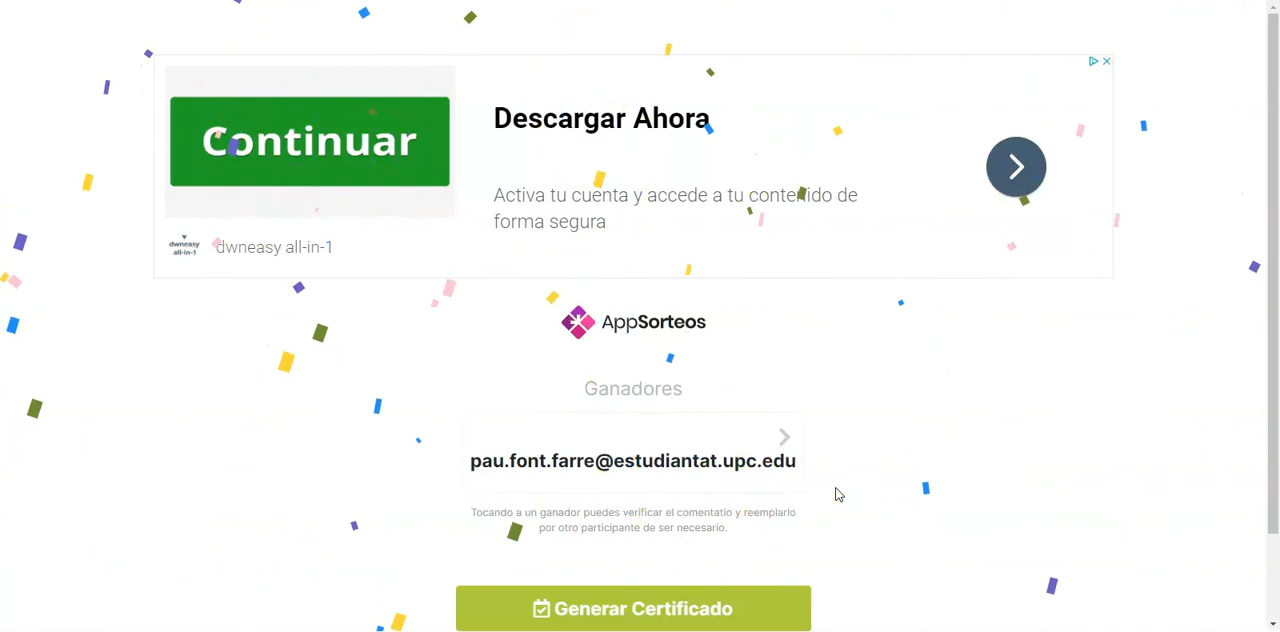 Continuar
Descargar Ahora
Activa tu cuenta y accede a tu contenido de
forma segura
dwneasy
all-in-1
dwneasy all-in-1
AppSorteos
Ganadores
pau.font.farre@estudiantat.upc.edu
Tocando a un ganador puedes verificar el comentatio y reemplarlo
por otro participante de ser necesario.
Generar Certificado